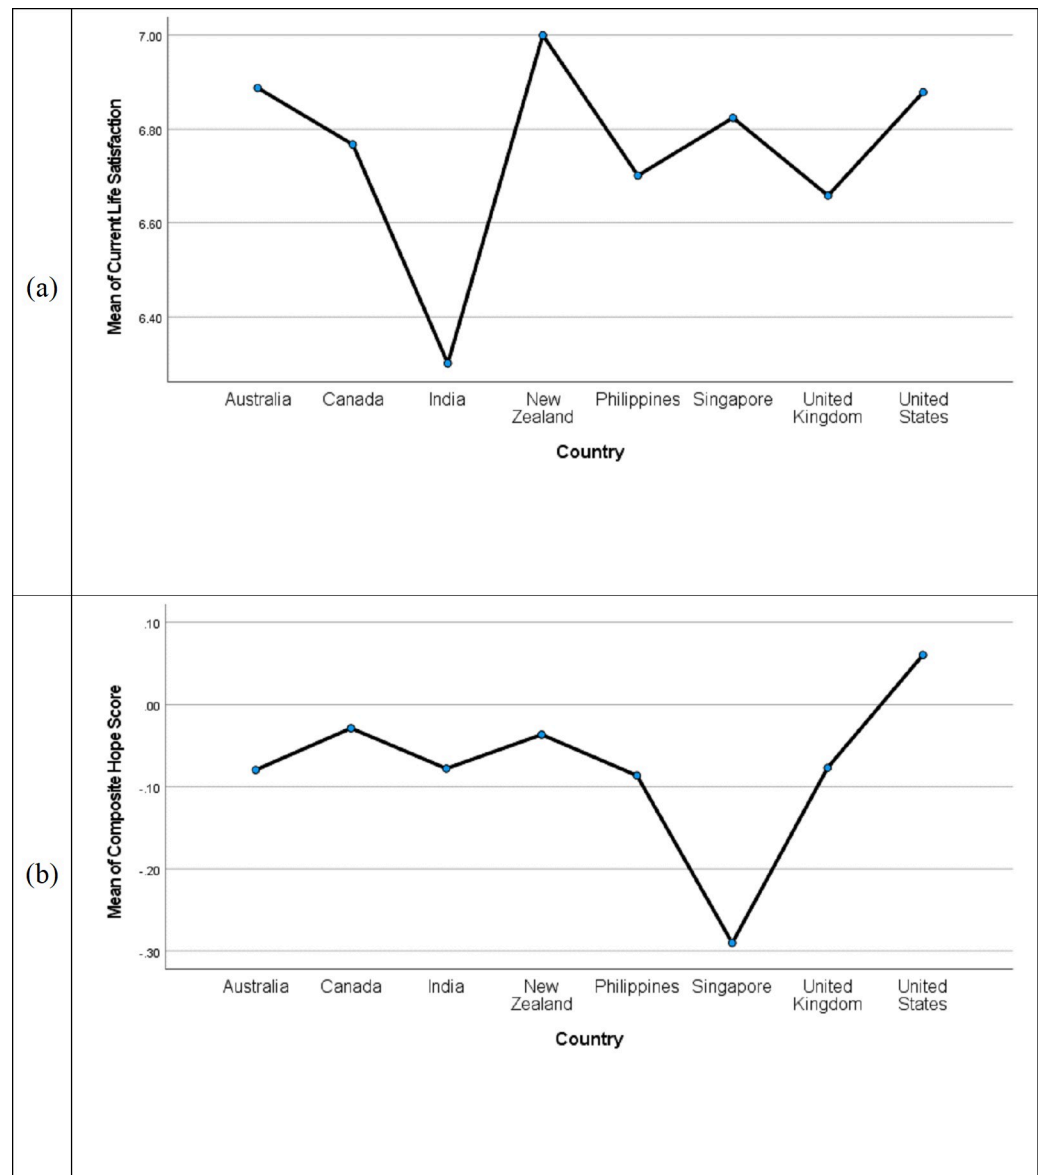 (a)
Mean of Current Life Satisfaction
7.00
6.80
6.60
6.40
Australia Canada India New Zealand Philippines Singapore United Kingdom United States
Country
(b)
Mean of Composite Hope Score
.10
.00
-.10
-.20
-.30
Australia Canada India New Zealand Philippines Singapore United Kingdom United States
Country